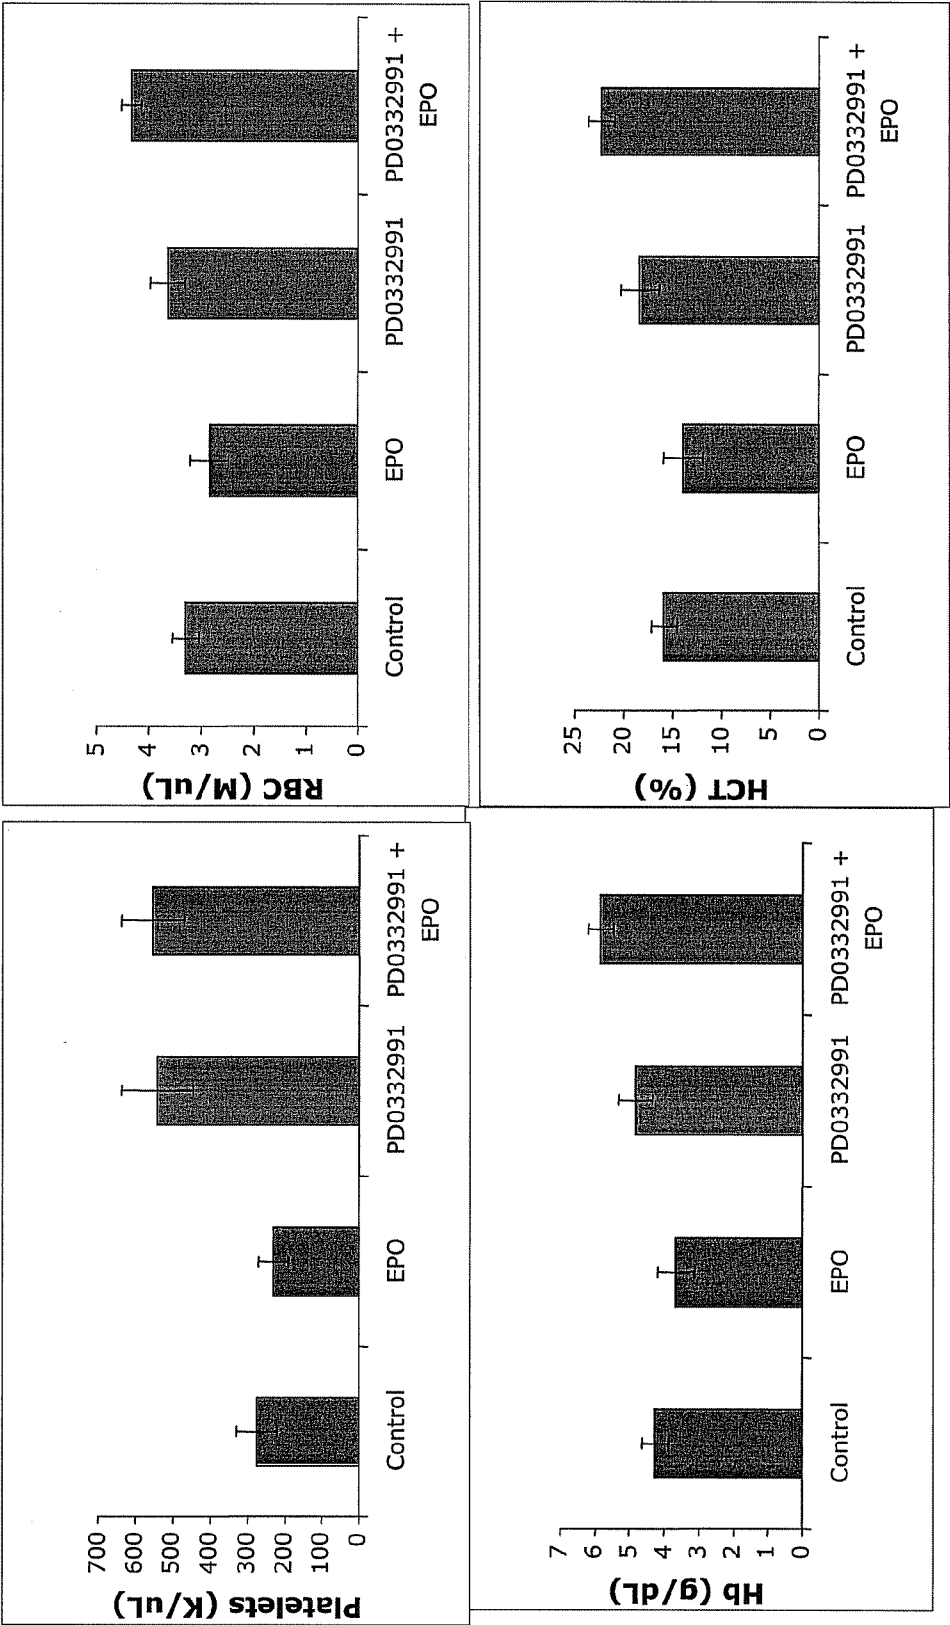 Platelets (K/uL)
700
600
500
400
300
200
100
0
Control EPO PD0332991 PD0332991 +
EPO
RBC (M/uL)
5
4
3
2
1
0
Control EPO PD0332991 PD0332991 +
EPO
Hb (g/dL)
7
6
5
4
3
2
1
0
Control EPO PD0332991 PD0332991 +
EPO
HCT (%)
25
20
15
10
5
0
Control EPO PD0332991 PD0332991 +
EPO